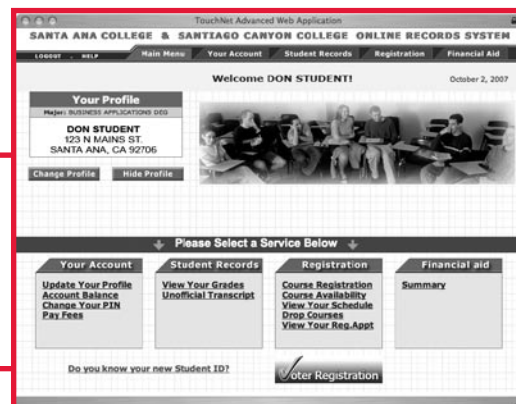 TouchNet Advanced Web Application
SANTA ANA COLLEGE & SANTIAGO CANYON COLLEGE ONLINE RECORDS SYSTEM
LOGOUT . HELP Main Menu Your Account Student Records Registration Financial Aid
Welcome DON STUDENT! October 2, 2007
Your Profile
Major: BUSINESS APPLICATIONS DEG
DON STUDENT
123 N MAINS ST.
SANTA ANA, CA 92706
Change Profile Hide Profile
Please Select a Service Below
Your Account
Update Your Profile
Account Balance
Change Your PIN
Pay Fees
Student Records
View Your Grades
Unofficial Transcript
Registration
Course Registration
Course Availability
View Your Schedule
Drop Courses
View Your Reg.Appt
Financial aid
Summary
Do you know your new Student ID?
Voter Registration